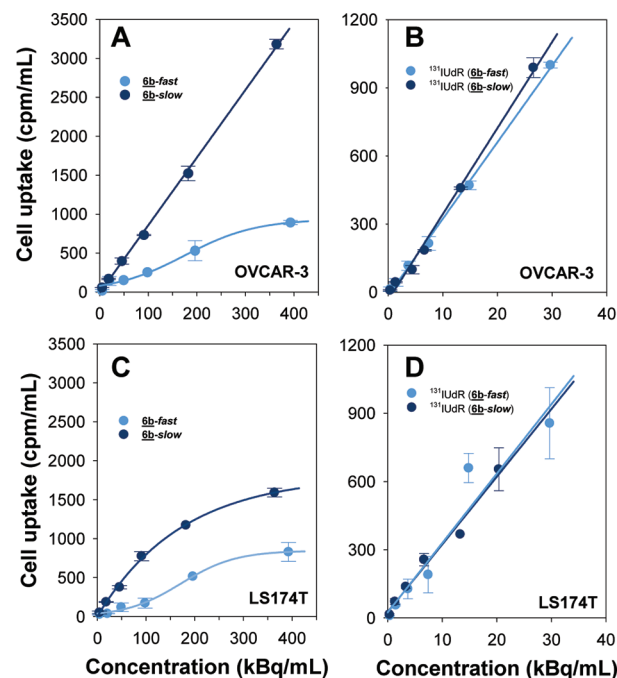 A
3500
3000
2500
2000
1500
1000
500
0
0 100 200 300 400
Cell uptake (cpm/mL)
6b-fast
6b-slow
OVCAR-3
B
1200
900
600
300
0
0 10 20 30 40
¹³¹IUdR (6b-fast)
¹³¹IUdR (6b-slow)
OVCAR-3
C
3500
3000
2500
2000
1500
1000
500
0
0 100 200 300 400
Cell uptake (cpm/mL)
6b-fast
6b-slow
LS174T
Concentration (kBq/mL)
D
1200
900
600
300
0
0 10 20 30 40
¹³¹IUdR (6b-fast)
¹³¹IUdR (6b-slow)
LS174T
Concentration (kBq/mL)